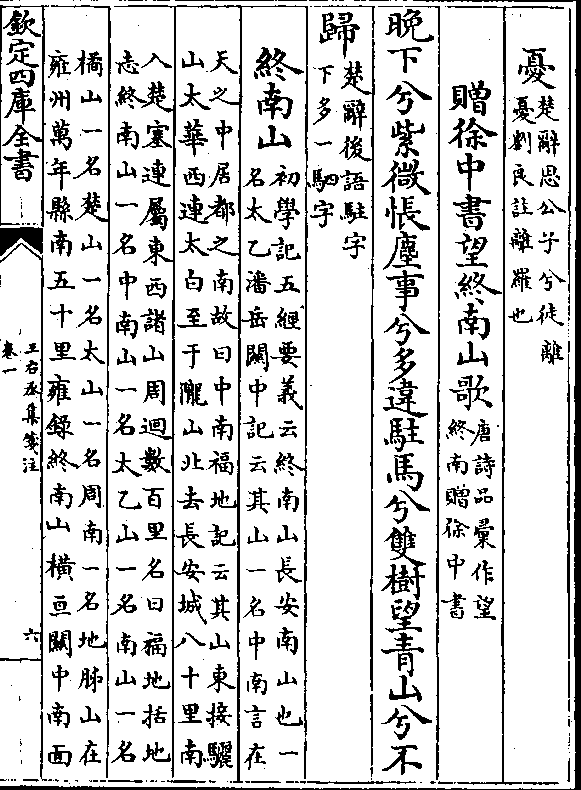 憂楚辭思公子兮徒離
憂劉良註離羅也
贈徐中書望終南山歌唐詩品彙作望
終南贈徐中書
晚下兮紫微悵塵事兮多違駐馬兮雙樹望青山兮不
歸楚辭後語駐字
下多一駟字
終南山初學記五經要義云終南山長安南山也一
名太乙潘岳關中記云其山一名中南言在
天之中居都之南故曰中南福地記云其山東接驪
山太華西連太白至于隴山北去長安城八十里南
入楚塞連屬東西諸山周迴數百里名曰福地括地
志終南山一名中南山一名太乙山一名南山一名
橘山一名楚山一名太山一名周南一名地肺山在
雍州萬年縣南五十里雍錄終南山橫亘關中南面
欽定四庫全書
卷一
王右丞集箋注
六